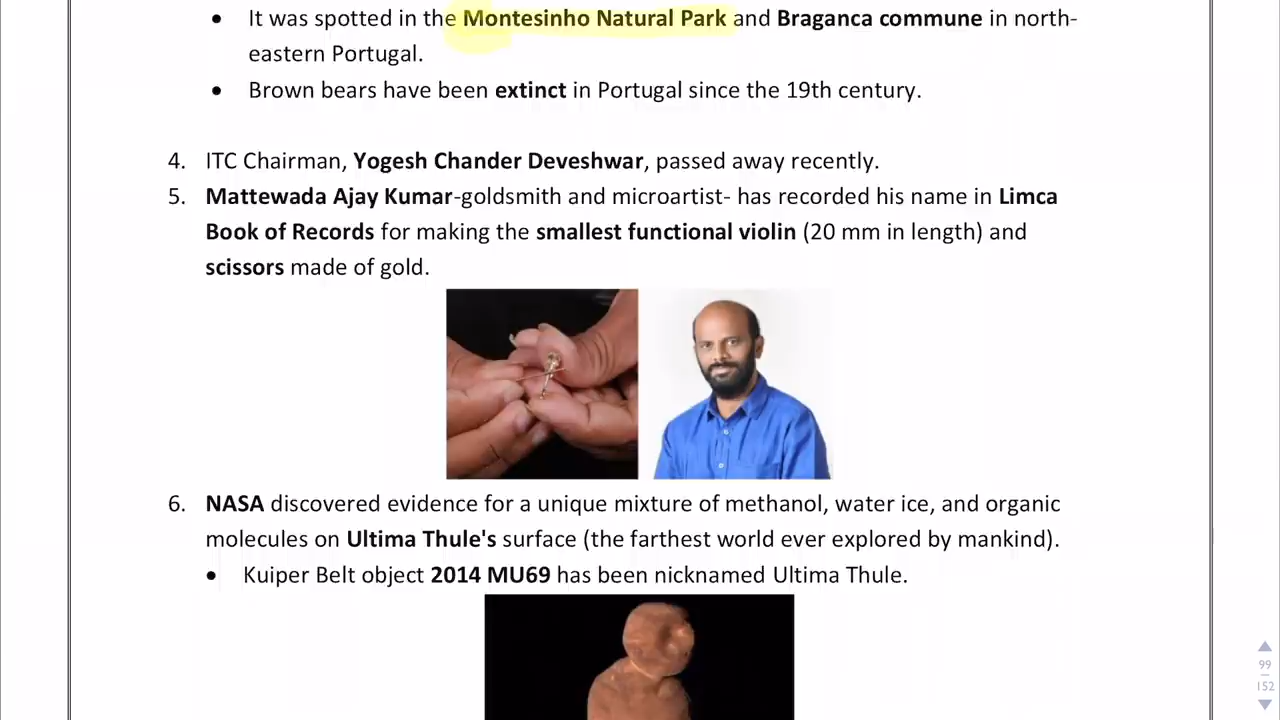 • It was spotted in the Montesinho Natural Park and Braganca commune in north-
eastern Portugal.
• Brown bears have been extinct in Portugal since the 19th century.
4. ITC Chairman, Yogesh Chander Deveshwar, passed away recently.
5. Mattewada Ajay Kumar-goldsmith and microartist- has recorded his name in Limca
Book of Records for making the smallest functional violin (20 mm in length) and
scissors made of gold.
6. NASA discovered evidence for a unique mixture of methanol, water ice, and organic
molecules on Ultima Thule's surface (the farthest world ever explored by mankind).
• Kuiper Belt object 2014 MU69 has been nicknamed Ultima Thule.
99
152